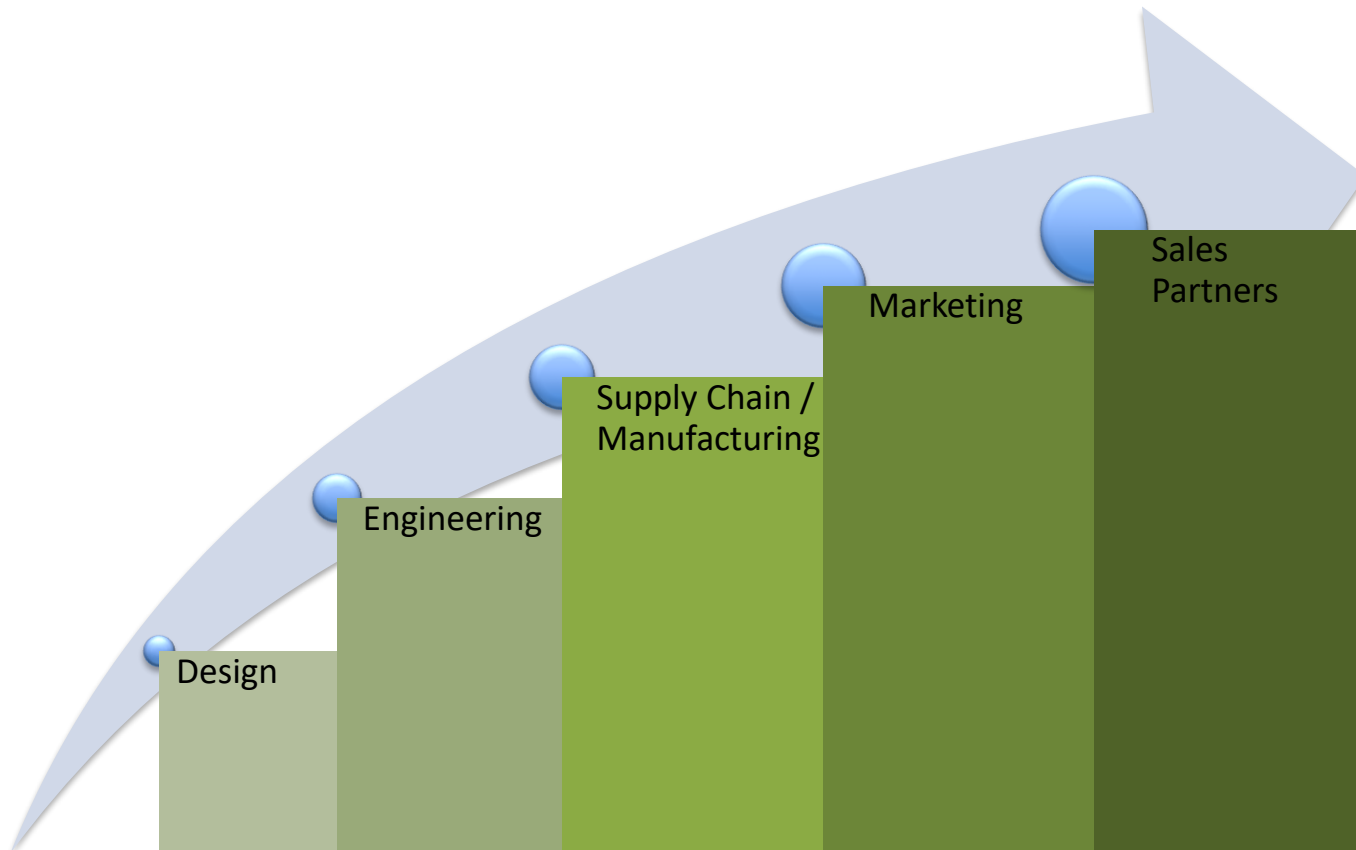 Design
Engineering
Supply Chain /
Manufacturing
Marketing
Sales
Partners